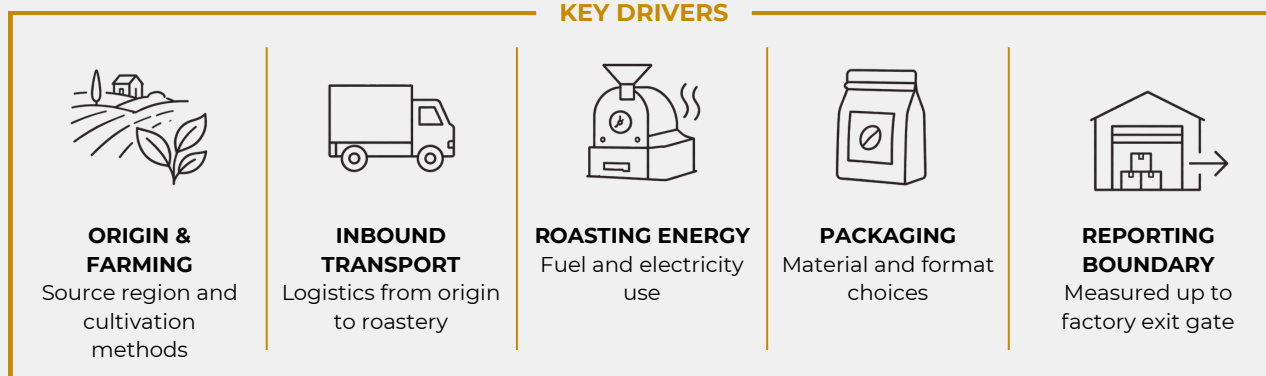 KEY DRIVERS
ORIGIN &
FARMING
Source region and
cultivation
methods
INBOUND
TRANSPORT
Logistics from origin
to roastery
ROASTING ENERGY
Fuel and electricity
use
PACKAGING
Material and format
choices
REPORTING
BOUNDARY
Measured up to
factory exit gate